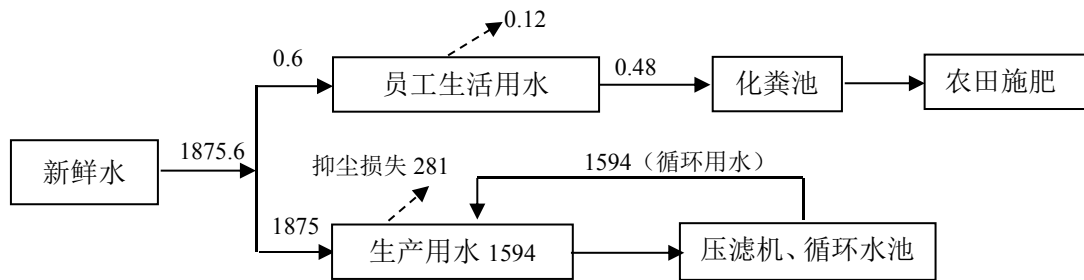 0.12
0.6
员工生活用水
0.48
化粪池
农田施肥
新鲜水
1875.6
抑尘损失 281
1594（循环用水）
1875
生产用水 1594
压滤机、循环水池